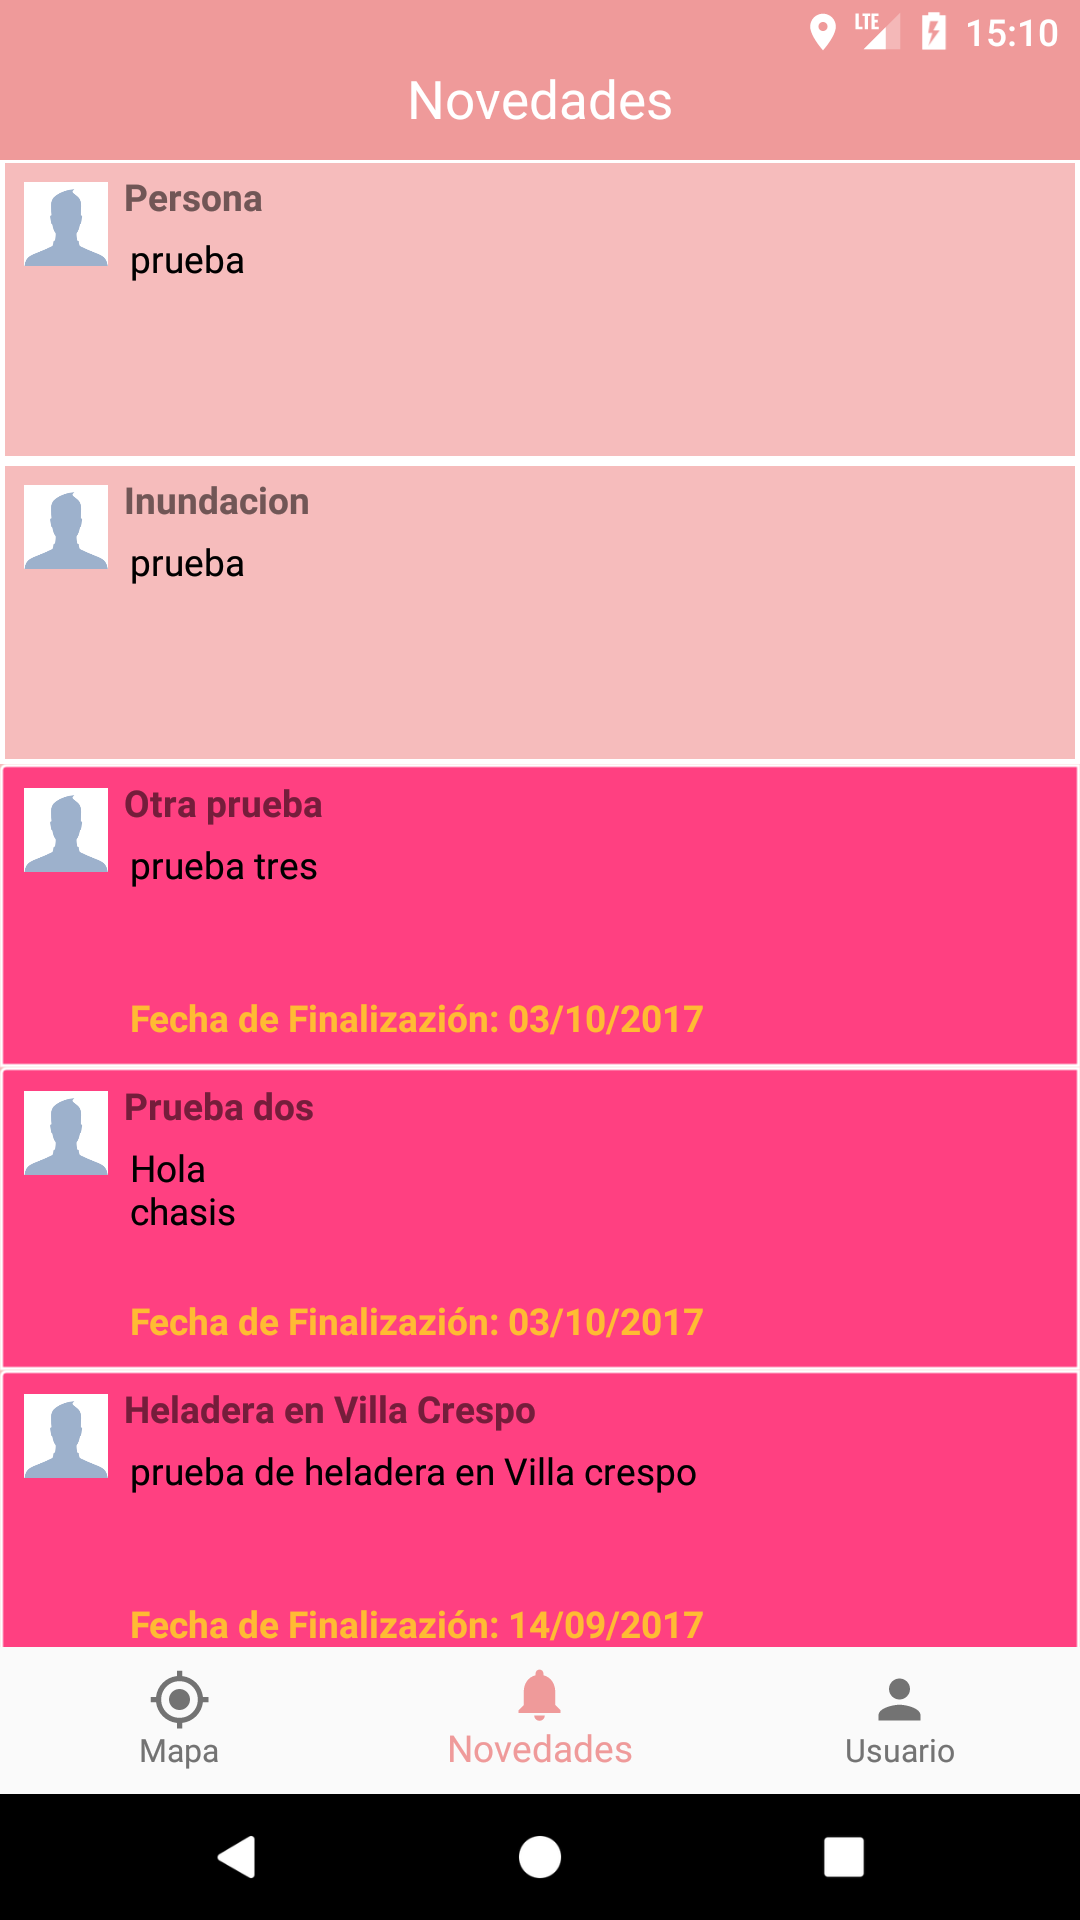 LTE 15:10
Novedades
Persona
prueba
Inundacion
prueba
Otra prueba
prueba tres
Fecha de Finalizazión: 03/10/2017
Prueba dos
Hola
chasis
Fecha de Finalizazión: 03/10/2017
Heladera en Villa Crespo
prueba de heladera en Villa crespo
Fecha de Finalizazión: 14/09/2017
Mapa Novedades Usuario